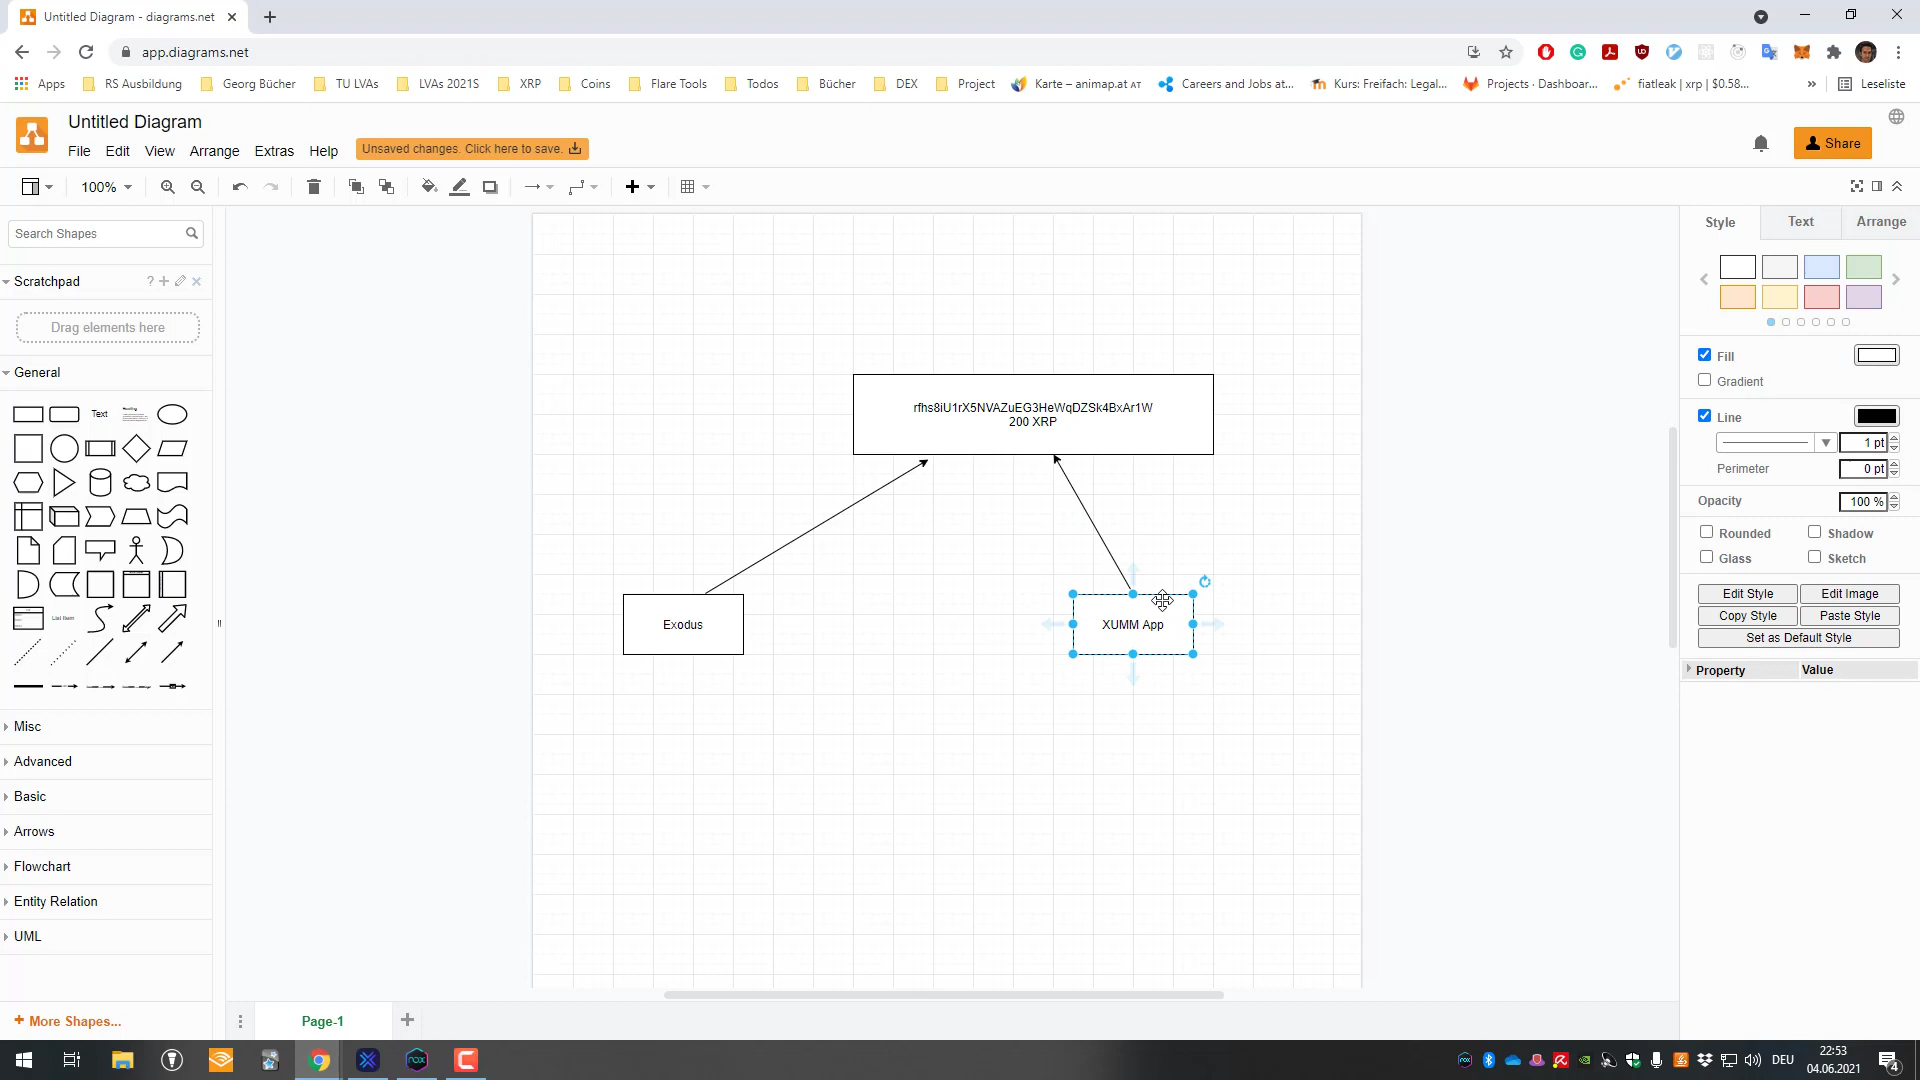 Untitled Diagram - diagrams.net
app.diagrams.net
Apps
RS Ausbildung
Georg Bücher
TU LVAs
LVAs 2021S
XRP
Coins
Flare Tools
Todos
Bücher
DEX
Project
Karte – animap.at AT
Careers and Jobs at...
Kurs: Freifach: Legal...
Projects · Dashboar...
fiatleak | xrp | $0.58...
»
Leseliste
Untitled Diagram
File Edit View Arrange Extras Help
Unsaved changes. Click here to save.
Share
100%
Search Shapes
Style
Text
Arrange
Scratchpad
?
Drag elements here
General
Text
Heading
List Item
Misc
Advanced
Basic
Arrows
Flowchart
Entity Relation
UML
+ More Shapes...
rfhs8iU1rX5NVAZuEG3HeWqDZSk4BxAr1W
200 XRP
Exodus
XUMM App
Fill
Gradient
Line
1 pt
Perimeter
0 pt
Opacity
100 %
Rounded
Shadow
Glass
Sketch
Edit Style
Edit Image
Copy Style
Paste Style
Set as Default Style
Property
Value
Page-1
DEU
22:53
04.06.2021
4